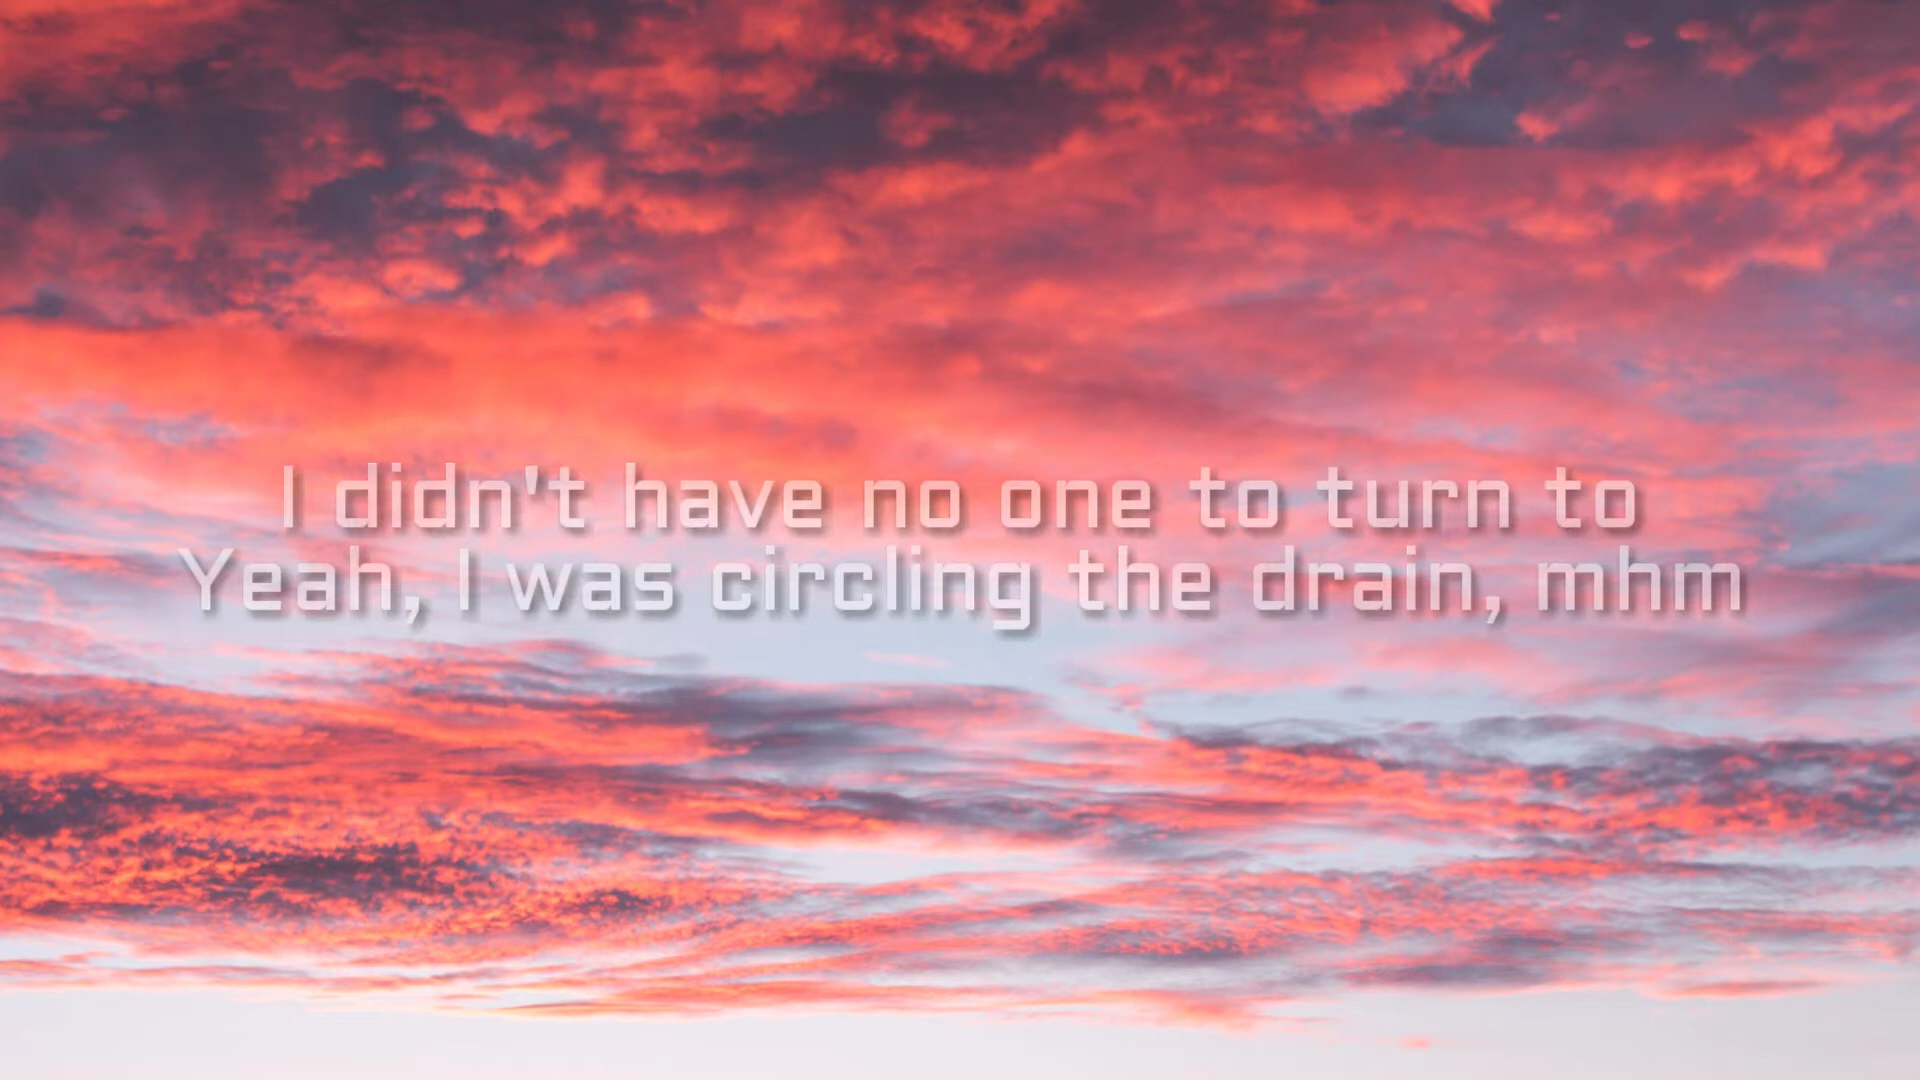 I didn't have no one to turn to
Yeah, I was circling the drain, mhm